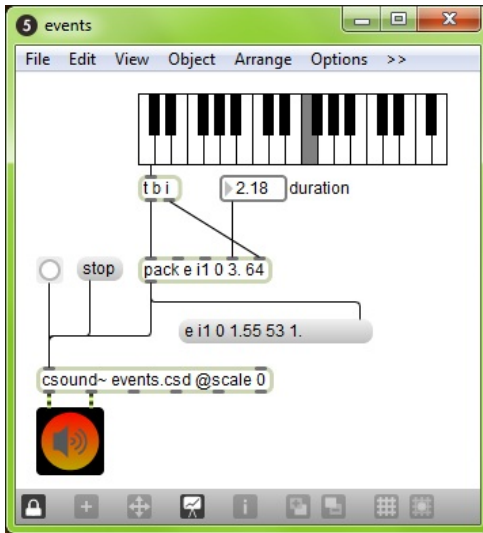 5 events
File Edit View Object Arrange Options >>
t b i
2.18 duration
stop
pack e i1 0 3. 64
e i1 0 1.55 53 1.
csound~ events.csd @scale 0
i